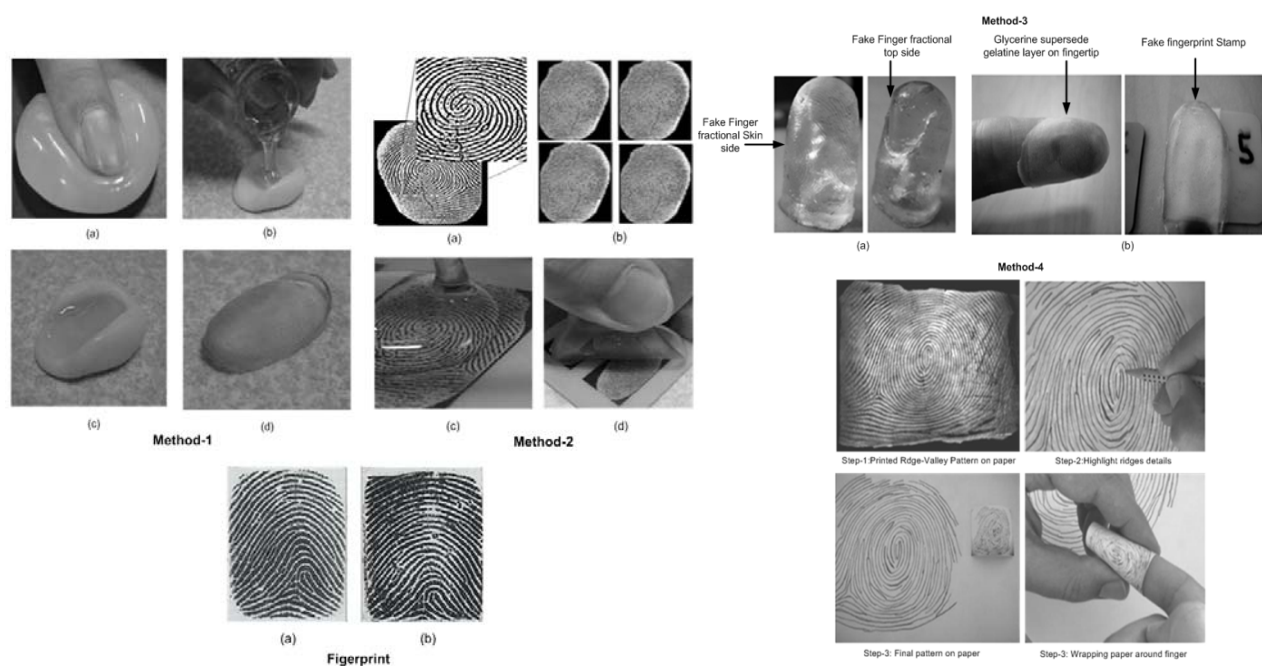 (a)
(b)
(c)
(d)
Method-1
(a)
(b)
(c)
(d)
Method-2
(a)
(b)
Figerprint
Method-3
Fake Finger fractional
top side
Glycerine supersede
gelatine layer on fingertip
Fake fingerprint Stamp
Fake Finger
fractional Skin
side
5
(a)
(b)
Method-4
Step-1:Printed Rdge-Valley Pattern on paper
Step-2:Highlight ridges details
Step-3: Final pattern on paper
Step-3: Wrapping paper around finger